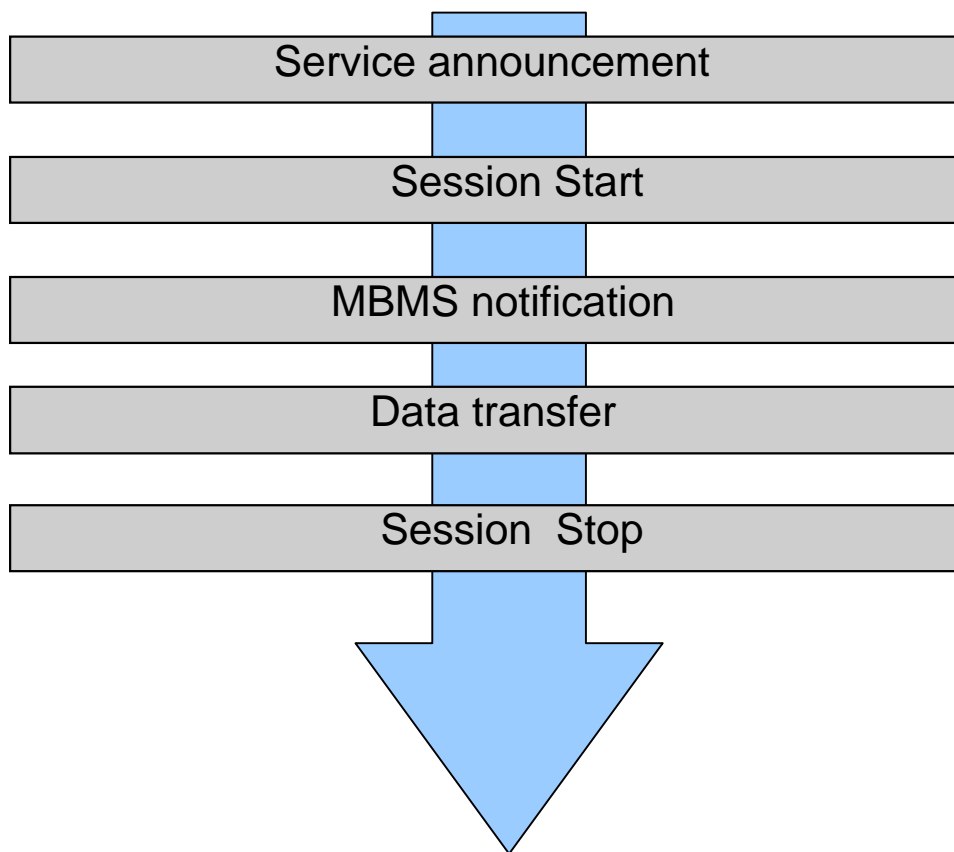 Service announcement
Session Start
MBMS notification
Data transfer
Session  Stop